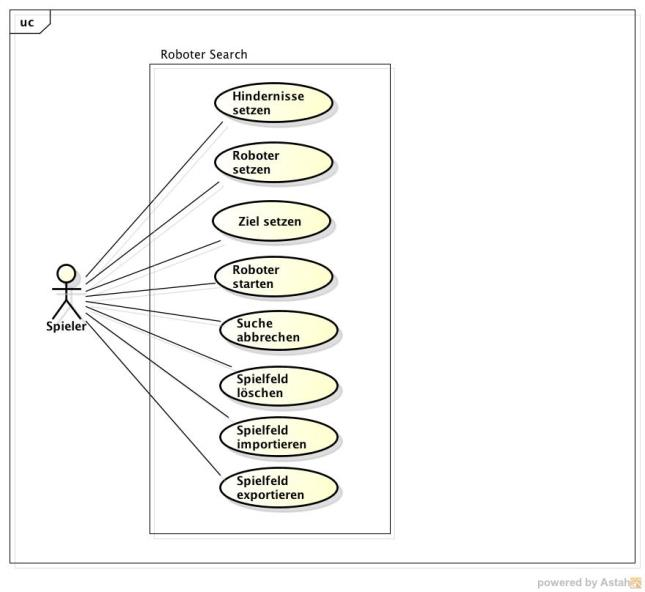 uc
Roboter Search
Hindernisse
setzen
Roboter
setzen
Ziel setzen
Roboter
starten
Suche
abbrechen
Spielfeld
löschen
Spielfeld
importieren
Spielfeld
exportieren
Spieler
powered by Astah